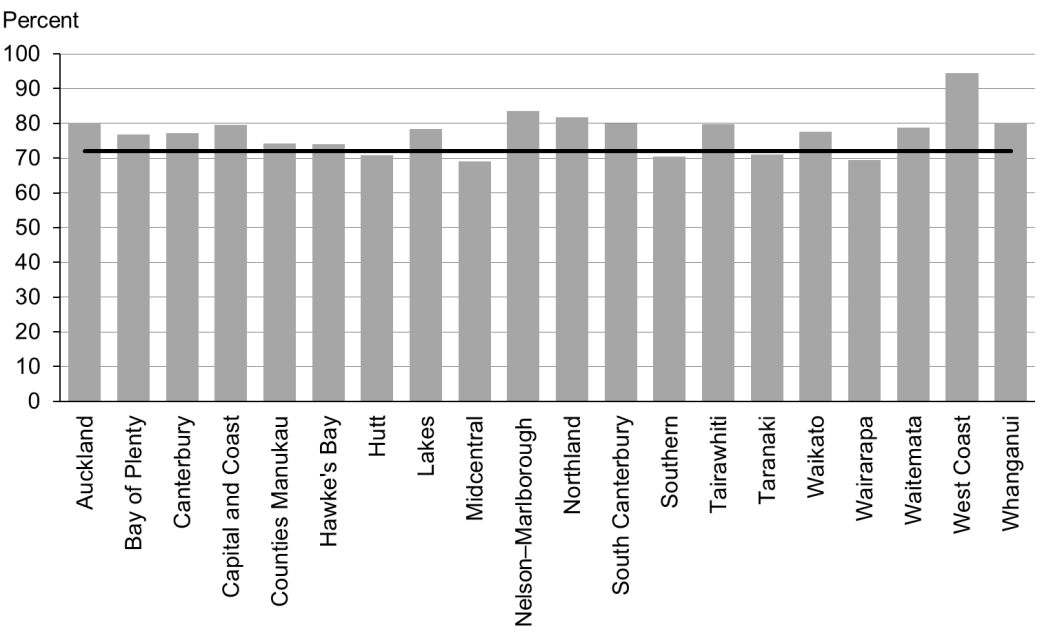 Percent
100
90
80
70
60
50
40
30
20
10
0
Auckland
Bay of Plenty
Canterbury
Capital and Coast
Counties Manukau
Hawke's Bay
Hutt
Lakes
Midcentral
Nelson–Marlborough
Northland
South Canterbury
Southern
Tairawhiti
Taranaki
Waikato
Wairarapa
Waitemata
West Coast
Whanganui